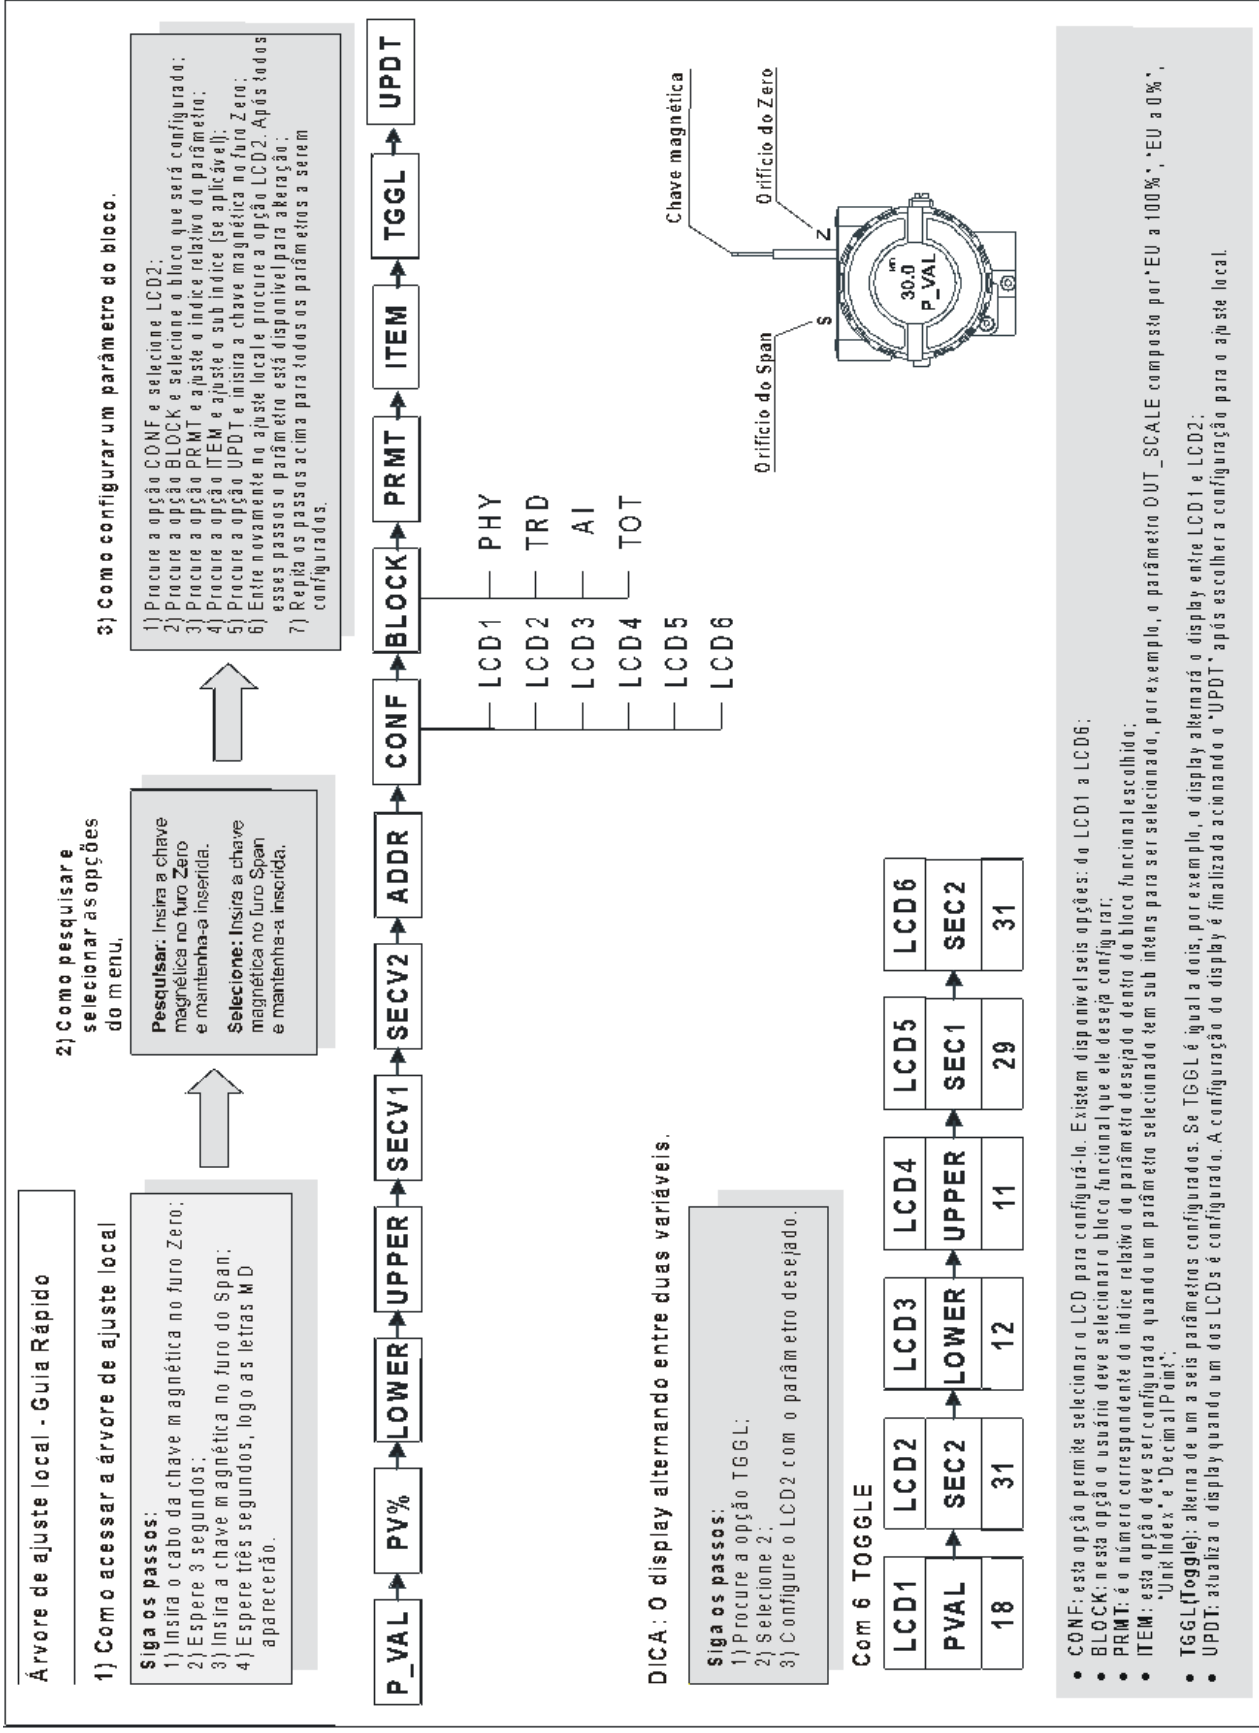 Árvore de ajuste local - Guia Rápido
1) Como acessar a árvore de ajuste local
Siga os passos:
1) Insira o cabo da chave magnética no furo Zero;
2) Espere 3 segundos;
3) Insira a chave magnética no furo do Span;
4) Espere três segundos, logo as letras MD
aparecerão.
2) Como pesquisar e
selecionar as opções
do menu.
Pesquisar: Insira a chave
magnética no furo Zero
e mantenha-a inserida.
Selecione: Insira a chave
magnética no furo Span
e mantenha-a inserida.
3) Como configurar um parâmetro do bloco.
1) Procure a opção CONF e selecione LCD2;
2) Procure a opção BLOCK e selecione o bloco que será configurado;
3) Procure a opção PRMT e ajuste o índice relativo do parâmetro;
4) Procure a opção ITEM e ajuste o sub índice (se aplicável);
5) Procure a opção UPDT e inisira a chave magnética no furo Zero;
6) Entre novamente no ajuste local e procure a opção LCD2. Após todos
esses passos o parâmetro está disponível para alteração;
7) Repita os passos acima para todos os parâmetros a serem
configurados.
P_VAL PV% LOWER UPPER SECV1 SECV2 ADDR CONF BLOCK PRMT ITEM TGGL UPDT
LCD1
LCD2
LCD3
LCD4
LCD5
LCD6
PHY
TRD
AI
TOT
DICA: O display alternando entre duas variáveis.
Siga os passos:
1) Procure a opção TGGL;
2) Selecione 2;
3) Configure o LCD2 com o parâmetro desejado.
Com 6 TOGGLE
LCD1 LCD2 LCD3 LCD4 LCD5 LCD6
PVAL SEC2 LOWER UPPER SEC1 SEC2
18 31 12 11 29 31
Chave magnética
Orifício do Span
Orifício do Zero
S
Z
MD
30.0
P_VAL
• CONF: esta opção permite selecionar o LCD para configurá-lo. Existem disponível seis opções: do LCD1 a LCD6;
• BLOCK: nesta opção o usuário deve selecionar o bloco funcional que ele deseja configurar;
• PRMT: é o número correspondente do índice relativo do parâmetro desejado dentro do bloco funcional escolhido;
• ITEM: esta opção deve ser configurada quando um parâmetro selecionado tem sub intens para ser selecionado, por exemplo, o parâmetro OUT_SCALE composto por "EU a 100%", "EU a 0%",
"Unit Index" e "Decimal Point";
• TGGL(Toggle): alterna de um a seis parâmetros configurados. Se TGGL é igual a dois, por exemplo, o display alternará o display entre LCD1 e LCD2;
• UPDT: atualiza o display quando um dos LCDs é configurado. A configuração do display é finalizada acionando o "UPDT" após escolher a configuração para o ajuste local.